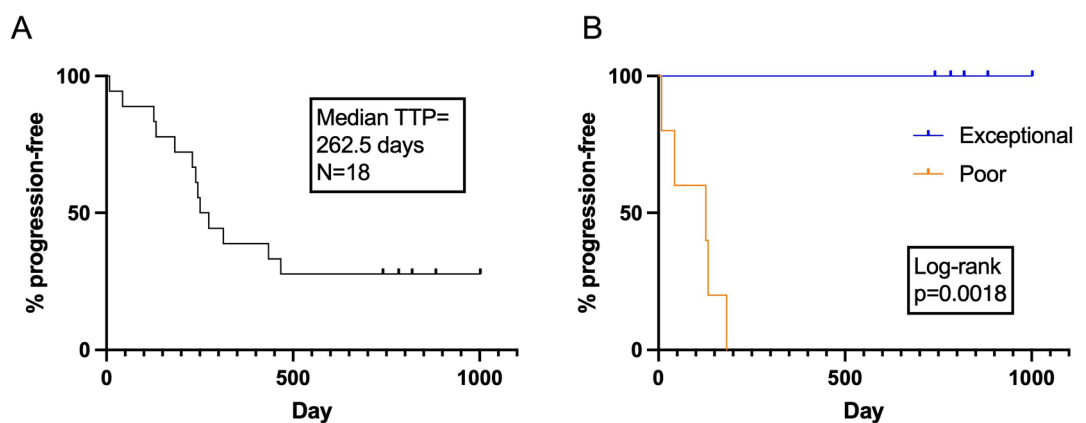 A
% progression-free
100
50
0
0
500
1000
Day
Median TTP=
262.5 days
N=18
B
% progression-free
100
50
0
0
500
1000
Day
Exceptional
Poor
Log-rank
p=0.0018